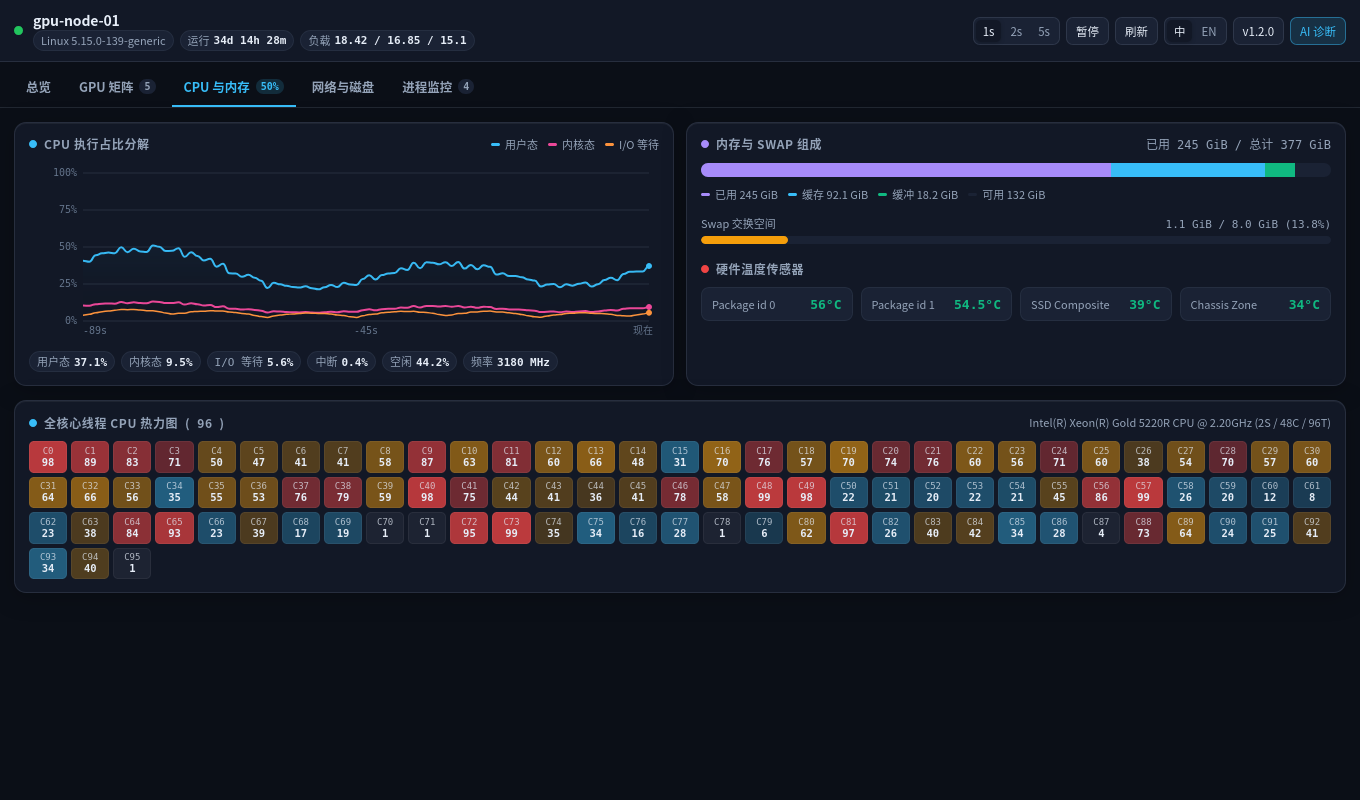 gpu-node-01
Linux 5.15.0-139-generic 运行 34d 14h 28m 负载 18.42 / 16.85 / 15.1
1s 2s 5s 暂停 刷新 中 EN v1.2.0 AI 诊断
总览 GPU 矩阵 5 CPU 与内存 50% 网络与磁盘 进程监控 4
CPU 执行占比分解 用户态 内核态 I/O 等待
100%
75%
50%
25%
0%
-89s -45s 现在
用户态 37.1% 内核态 9.5% I/O 等待 5.6% 中断 0.4% 空闲 44.2% 频率 3180 MHz
内存与 SWAP 组成 已用 245 GiB / 总计 377 GiB
已用 245 GiB 缓存 92.1 GiB 缓冲 18.2 GiB 可用 132 GiB
Swap 交换空间 1.1 GiB / 8.0 GiB (13.8%)
硬件温度传感器
Package id 0 56°C Package id 1 54.5°C SSD Composite 39°C Chassis Zone 34°C
全核心线程 CPU 热力图 ( 96 ) Intel(R) Xeon(R) Gold 5220R CPU @ 2.20GHz (2S / 48C / 96T)
C0 C1 C2 C3 C4 C5 C6 C7 C8 C9 C10 C11 C12 C13 C14 C15 C16 C17 C18 C19 C20 C21 C22 C23 C24 C25 C26 C27 C28 C29 C30
98 89 83 71 50 47 41 41 58 87 63 81 60 66 48 31 70 76 57 70 74 76 60 56 71 60 38 54 70 57 60
C31 C32 C33 C34 C35 C36 C37 C38 C39 C40 C41 C42 C43 C44 C45 C46 C47 C48 C49 C50 C51 C52 C53 C54 C55 C56 C57 C58 C59 C60 C61
64 66 56 35 55 53 76 79 59 98 75 44 41 36 41 78 58 99 98 22 21 20 22 21 45 86 99 26 20 12 8
C62 C63 C64 C65 C66 C67 C68 C69 C70 C71 C72 C73 C74 C75 C76 C77 C78 C79 C80 C81 C82 C83 C84 C85 C86 C87 C88 C89 C90 C91 C92
23 38 84 93 23 39 17 19 1 1 95 99 35 34 16 28 1 6 62 97 26 40 42 34 28 4 73 64 24 25 41
C93 C94 C95
34 40 1